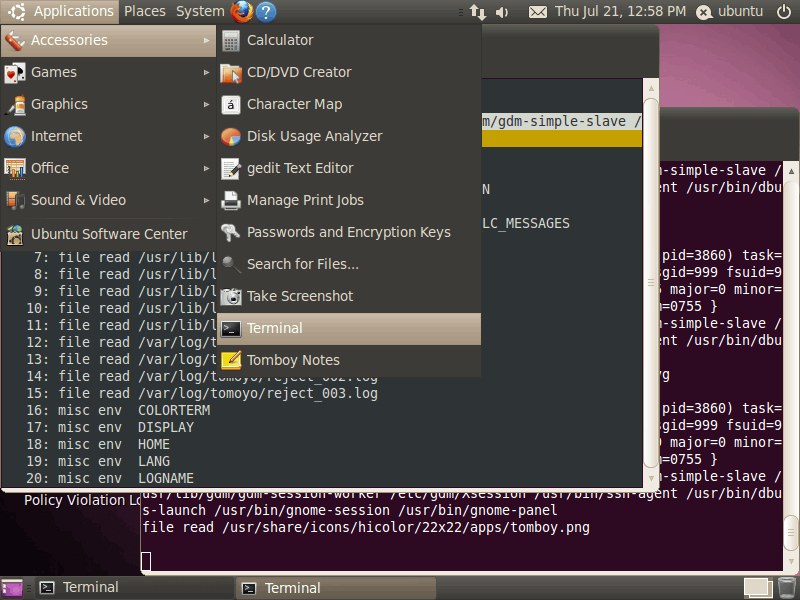 Applications Places System Thu Jul 21, 12:58 PM ubuntu
Accessories
Games
Graphics
Internet
Office
Sound & Video
Ubuntu Software Center
Calculator
CD/DVD Creator
Character Map
Disk Usage Analyzer
gedit Text Editor
Manage Print Jobs
Passwords and Encryption Keys
Search for Files...
Take Screenshot
Terminal
Tomboy Notes
m/gdm-simple-slave /
N
LC_MESSAGES
7: file read /usr/lib/l
8: file read /usr/lib/l
9: file read /usr/lib/l
10: file read /usr/lib/l
11: file read /usr/lib/l
12: file read /var/log/t
13: file read /var/log/t
14: file read /var/log/tomoyo/reject_002.log
15: file read /var/log/tomoyo/reject_003.log
16: misc env COLORTERM
17: misc env DISPLAY
18: misc env HOME
19: misc env LANG
20: misc env LOGNAME
m-simple-slave /
ent /usr/bin/dbu
pid=3860) task=
sgid=999 fsuid=9
major=0 minor=
m=0755 }
m-simple-slave /
ent /usr/bin/dbu
vg
pid=3860) task=
sgid=999 fsuid=9
0 major=0 minor=
m=0755 }
m-simple-slave /
Policy Violation Lo
usr/lib/gdm/gdm-session-worker /etc/gdm/Xsession /usr/bin/ssh-agent /usr/bin/dbu
s-launch /usr/bin/gnome-session /usr/bin/gnome-panel
file read /usr/share/icons/hicolor/22x22/apps/tomboy.png
Terminal Terminal